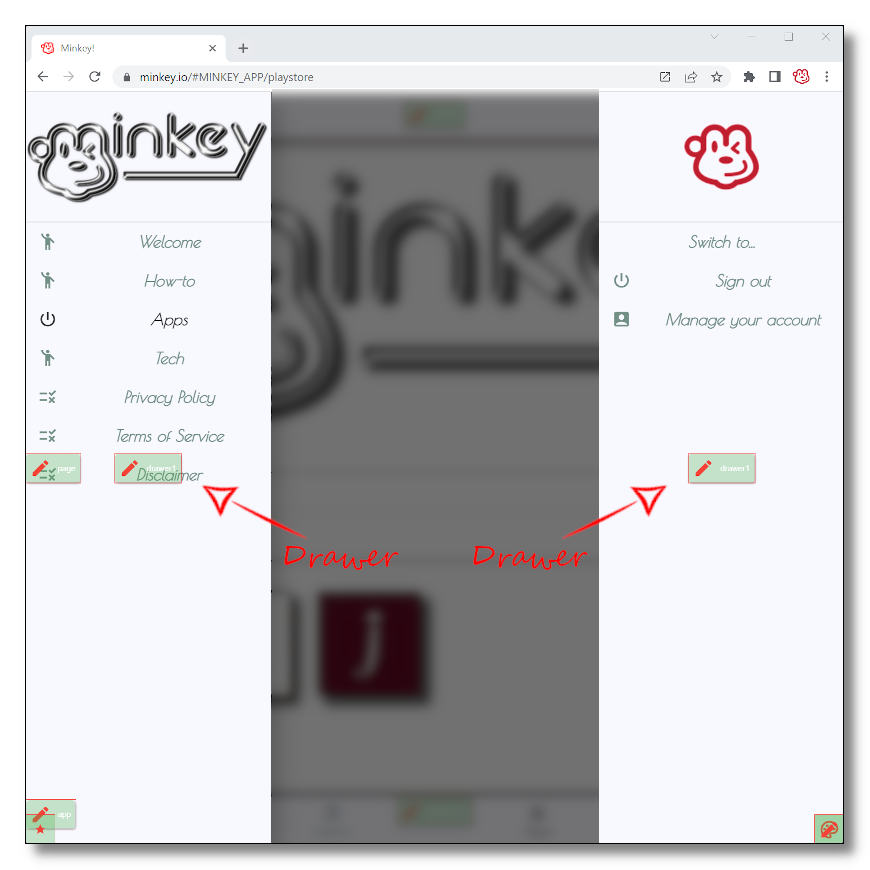 Minkey!
minkey.io/#MINKEY_APP/playstore
minkey
Welcome
How-to
Apps
Tech
Privacy Policy
Terms of Service
page
drawer1
Disclaimer
app
minke
j
Switch to...
Sign out
Manage your account
drawer1
Drawer
Drawer